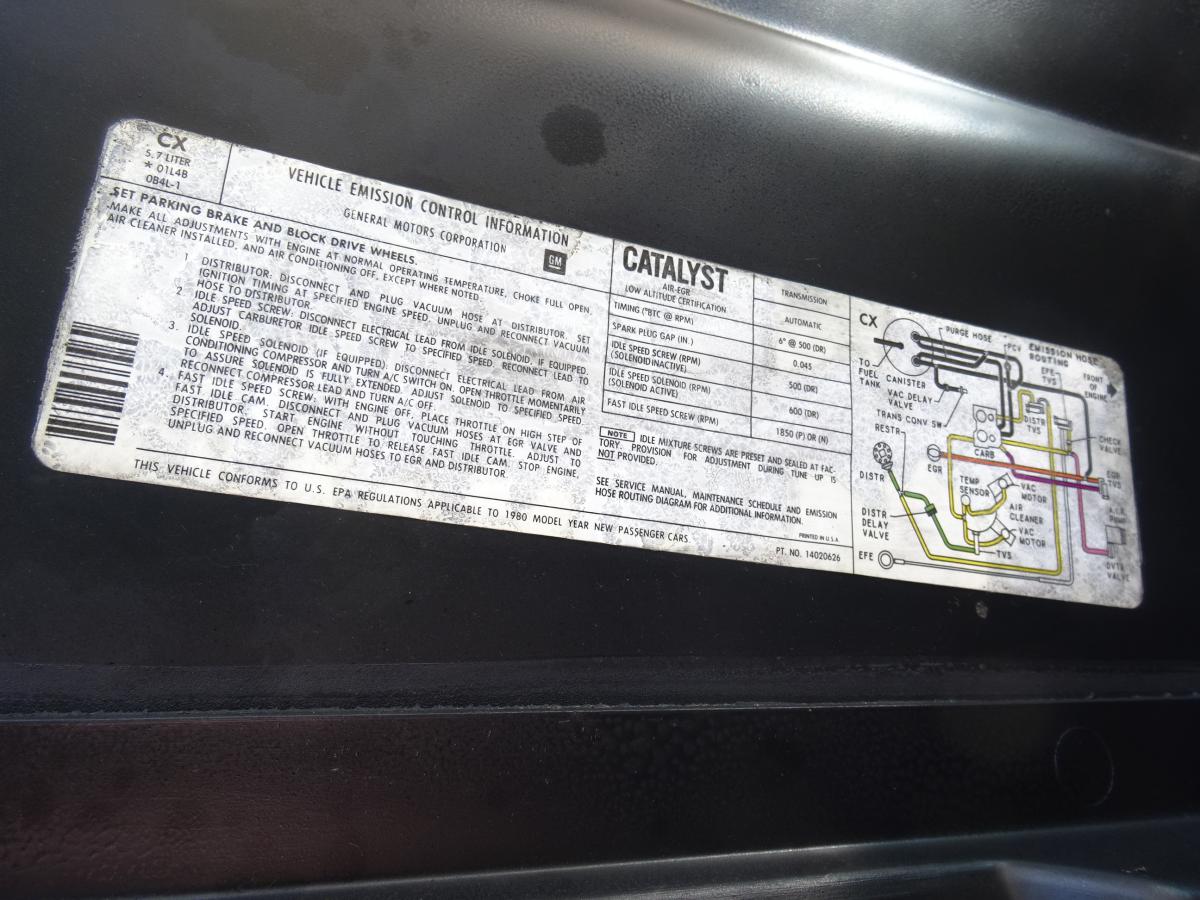 CX
5.7 LITER
* 01L4B
0B4L-1
VEHICLE EMISSION CONTROL INFORMATION
GENERAL MOTORS CORPORATION
GM
SET PARKING BRAKE AND BLOCK DRIVE WHEELS.
MAKE ALL ADJUSTMENTS WITH ENGINE AT NORMAL OPERATING TEMPERATURE, CHOKE FULL OPEN,
AIR CLEANER INSTALLED, AND AIR CONDITIONING OFF, EXCEPT WHERE NOTED.
1 DISTRIBUTOR: DISCONNECT AND PLUG VACUUM HOSE AT DISTRIBUTOR. SET
IGNITION TIMING AT SPECIFIED ENGINE SPEED. UNPLUG AND RECONNECT VACUUM
HOSE TO DISTRIBUTOR.
2. IDLE SPEED SCREW: DISCONNECT ELECTRICAL LEAD FROM IDLE SOLENOID, IF EQUIPPED.
ADJUST CARBURETOR IDLE SPEED SCREW TO SPECIFIED SPEED. RECONNECT LEAD TO
SOLENOID.
3. IDLE SPEED SOLENOID (IF EQUIPPED): DISCONNECT ELECTRICAL LEAD FROM AIR
CONDITIONING COMPRESSOR AND TURN A/C SWITCH ON. OPEN THROTTLE MOMENTARILY
TO ASSURE SOLENOID IS FULLY EXTENDED. ADJUST SOLENOID TO SPECIFIED SPEED.
RECONNECT COMPRESSOR LEAD AND TURN A/C OFF.
4. FAST IDLE SPEED SCREW: WITH ENGINE OFF, PLACE THROTTLE ON HIGH STEP OF
FAST IDLE CAM. DISCONNECT AND PLUG VACUUM HOSES AT EGR VALVE AND
DISTRIBUTOR. START ENGINE WITHOUT TOUCHING THROTTLE. ADJUST TO
SPECIFIED SPEED. OPEN THROTTLE TO RELEASE FAST IDLE CAM. STOP ENGINE,
UNPLUG AND RECONNECT VACUUM HOSES TO EGR AND DISTRIBUTOR.
THIS VEHICLE CONFORMS TO U.S. EPA REGULATIONS APPLICABLE TO 1980 MODEL YEAR NEW PASSENGER CARS.
CATALYST
AIR-EGR
LOW ALTITUDE CERTIFICATION
TRANSMISSION
AUTOMATIC
TIMING (°BTC @ RPM) 6° @ 500 (DR)
SPARK PLUG GAP (IN.) 0.045
IDLE SPEED SCREW (RPM)
(SOLENOID INACTIVE) 500 (DR)
IDLE SPEED SOLENOID (RPM)
(SOLENOID ACTIVE) 600 (DR)
FAST IDLE SPEED SCREW (RPM) 1850 (P) OR (N)
NOTE IDLE MIXTURE SCREWS ARE PRESET AND SEALED AT FAC-
TORY. PROVISION FOR ADJUSTMENT DURING TUNE UP IS
NOT PROVIDED.
SEE SERVICE MANUAL, MAINTENANCE SCHEDULE AND EMISSION
HOSE ROUTING DIAGRAM FOR ADDITIONAL INFORMATION.
PRINTED IN U.S.A.
PT. NO. 14020626
CX
PURGE HOSE
PCV
EMISSION HOSE
ROUTING
TO
FUEL
TANK
CANISTER
EFE
TVS
FRONT
OF
ENGINE
VAC DELAY
VALVE
TRANS CONV SW
DISTR
TVS
RESTR
CARB
CHECK
VALVE
EGR
EGR
TVS
DISTR
TEMP
SENSOR
VAC
MOTOR
AIR
CLEANER
DISTR
DELAY
VALVE
VAC
MOTOR
EFE
TVS
VALVE